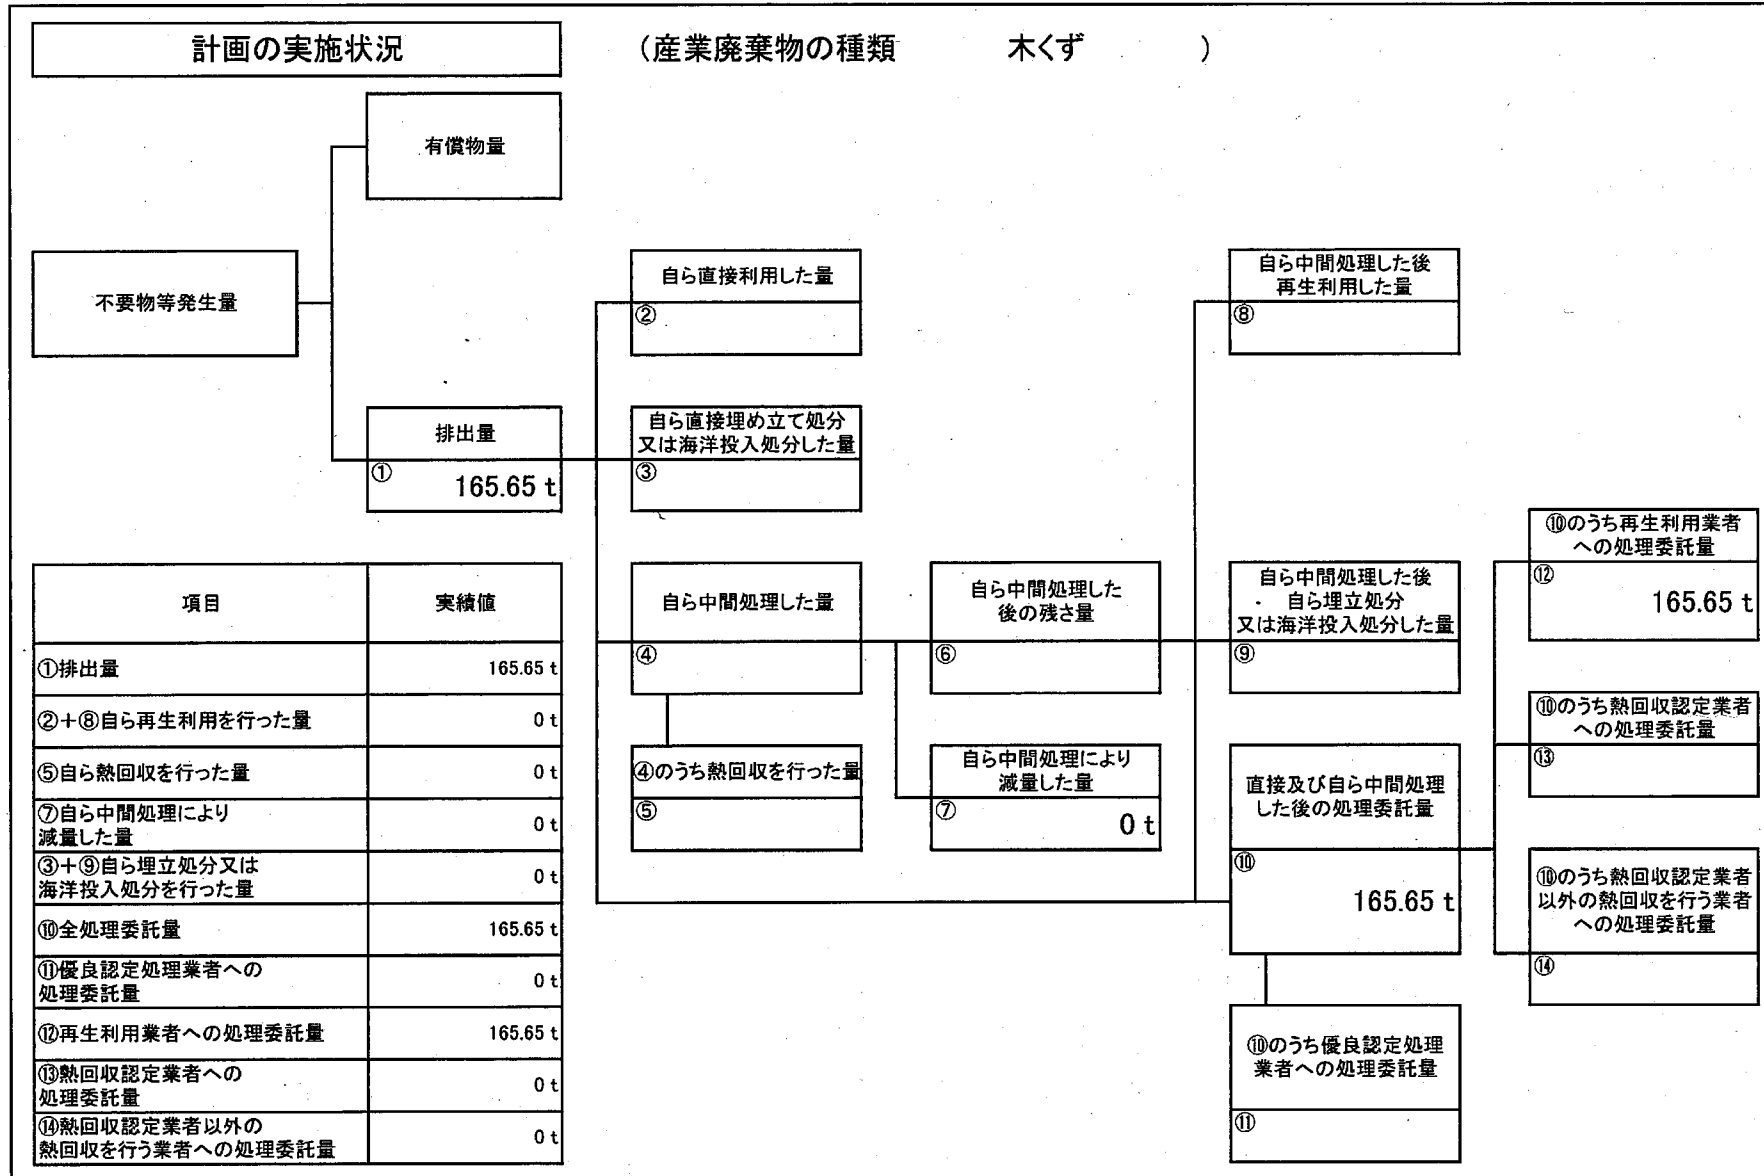 計画の実施状況
(産業廃棄物の種類 木くず )
有償物量
不要物等発生量
排出量
① 165.65 t
自ら直接利用した量
②
自ら直接埋め立て処分
又は海洋投入処分した量
③
自ら中間処理した量
④
④のうち熱回収を行った量
⑤
自ら中間処理した
後の残さ量
⑥
自ら中間処理により
減量した量
⑦ 0 t
自ら中間処理した後
再生利用した量
⑧
自ら中間処理した後
自ら埋立処分
又は海洋投入処分した量
⑨
直接及び自ら中間処理
した後の処理委託量
⑩
165.65 t
⑩のうち優良認定処理
業者への処理委託量
⑪
⑩のうち再生利用業者
への処理委託量
⑫
165.65 t
⑩のうち熱回収認定業者
への処理委託量
⑬
⑩のうち熱回収認定業者
以外の熱回収を行う業者
への処理委託量
⑭
項目 実績値
①排出量 165.65 t
②+⑧自ら再生利用を行った量 0 t
⑤自ら熱回収を行った量 0 t
⑦自ら中間処理により
減量した量 0 t
③+⑨自ら埋立処分又は
海洋投入処分を行った量 0 t
⑩全処理委託量 165.65 t
⑪優良認定処理業者への
処理委託量 0 t
⑫再生利用業者への処理委託量 165.65 t
⑬熱回収認定業者への
処理委託量 0 t
⑭熱回収認定業者以外の
熱回収を行う業者への処理委託量 0 t